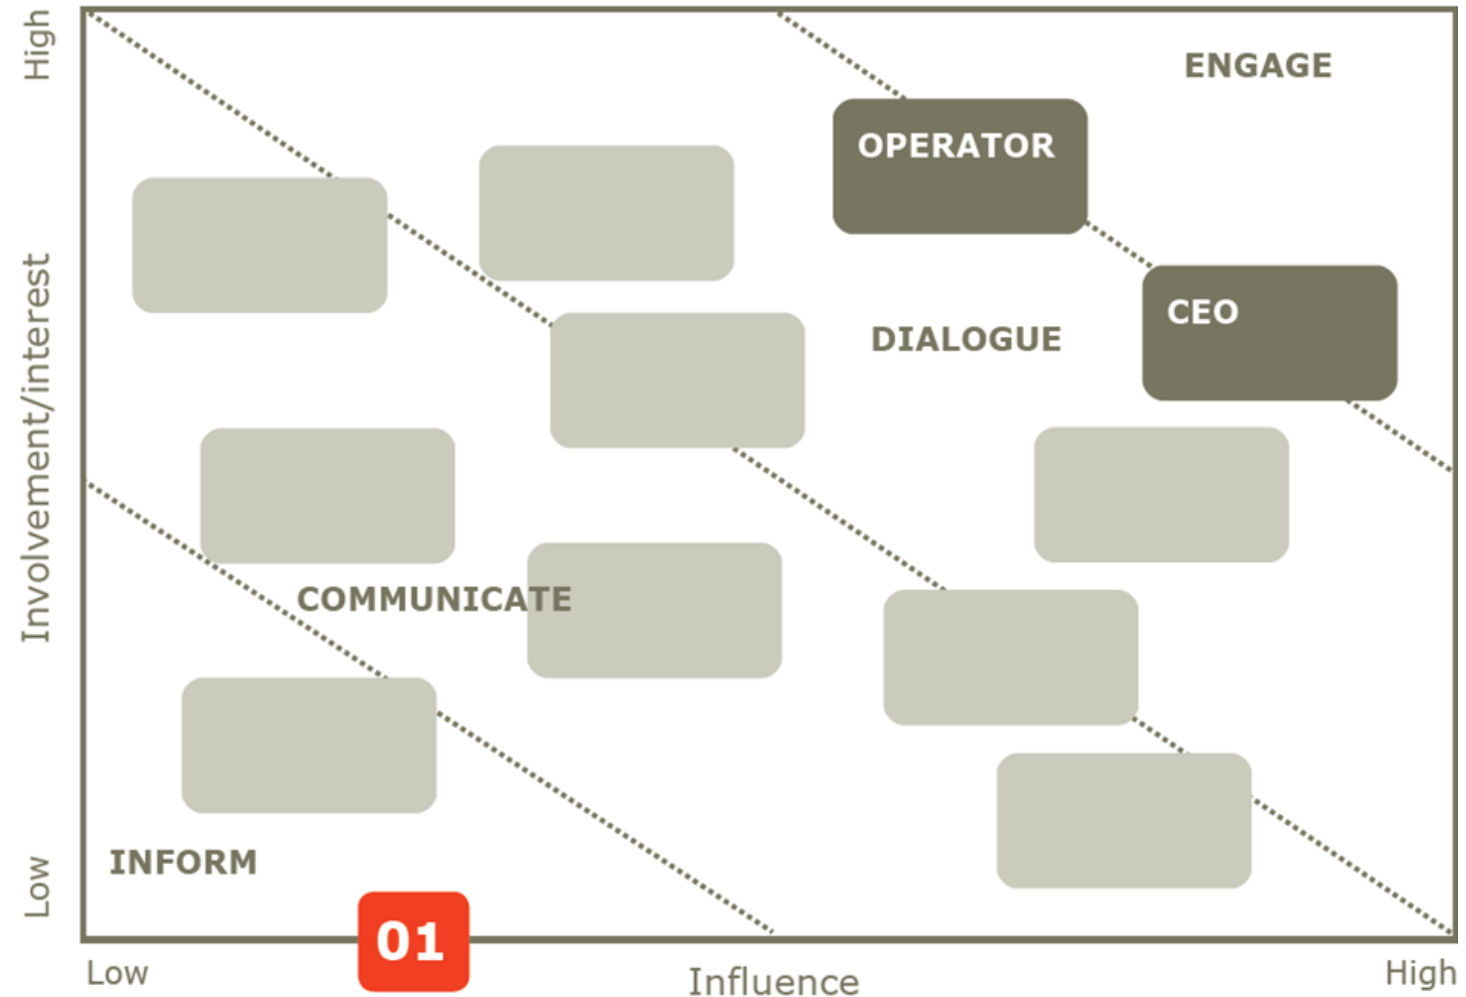 High
ENGAGE
OPERATOR
Involvement/interest
CEO
DIALOGUE
COMMUNICATE
INFORM
Low
01
Low
Influence
High